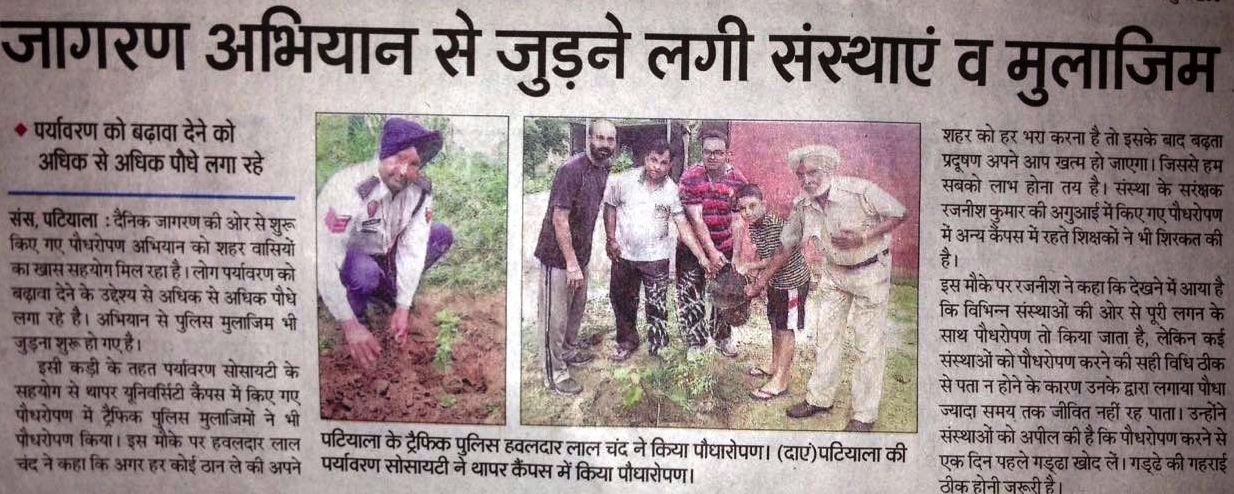 जागरण अभियान से जुड़ने लगी संस्थाएं व मुलाजिम
◆ पर्यावरण को बढ़ावा देने को
अधिक से अधिक पौधे लगा रहे
संस, पटियाला : दैनिक जागरण की ओर से शुरू
किए गए पौधरोपण अभियान को शहर वासियों
का खास सहयोग मिल रहा है। लोग पर्यावरण को
बढ़ावा देने के उद्देश्य से अधिक से अधिक पौधे
लगा रहे है। अभियान से पुलिस मुलाजिम भी
जुड़ना शुरू हो गए है।
इसी कड़ी के तहत पर्यावरण सोसायटी के
सहयोग से थापर यूनिवर्सिटी कैंपस में किए गए
पौधरोपण में ट्रैफिक पुलिस मुलाजिमों ने भी
पौधरोपण किया। इस मौके पर हवलदार लाल
चंद ने कहा कि अगर हर कोई ठान ले की अपने
पटियाला के ट्रैफिक पुलिस हवलदार लाल चंद ने किया पौधारोपण। (दाएं)पटियाला की
पर्यावरण सोसायटी ने थापर कैंपस में किया पौधारोपण।
शहर को हर भरा करना है तो इसके बाद बढ़ता
प्रदूषण अपने आप खत्म हो जाएगा। जिससे हम
सबको लाभ होना तय है। संस्था के सरंक्षक
रजनीश कुमार की अगुआई में किए गए पौधरोपण
में अन्य कैंपस में रहते शिक्षकों ने भी शिरकत की
है।
इस मौके पर रजनीश ने कहा कि देखने में आया है
कि विभिन्न संस्थाओं की ओर से पूरी लगन के
साथ पौधरोपण तो किया जाता है, लेकिन कई
संस्थाओं को पौधरोपण करने की सही विधि ठीक
से पता न होने के कारण उनके द्वारा लगाया पौधा
ज्यादा समय तक जीवित नहीं रह पाता। उन्होंने
संस्थाओं को अपील की है कि पौधरोपण करने से
एक दिन पहले गड्ढा खोद लें। गड्ढे की गहराई
ठीक होनी जरूरी है।